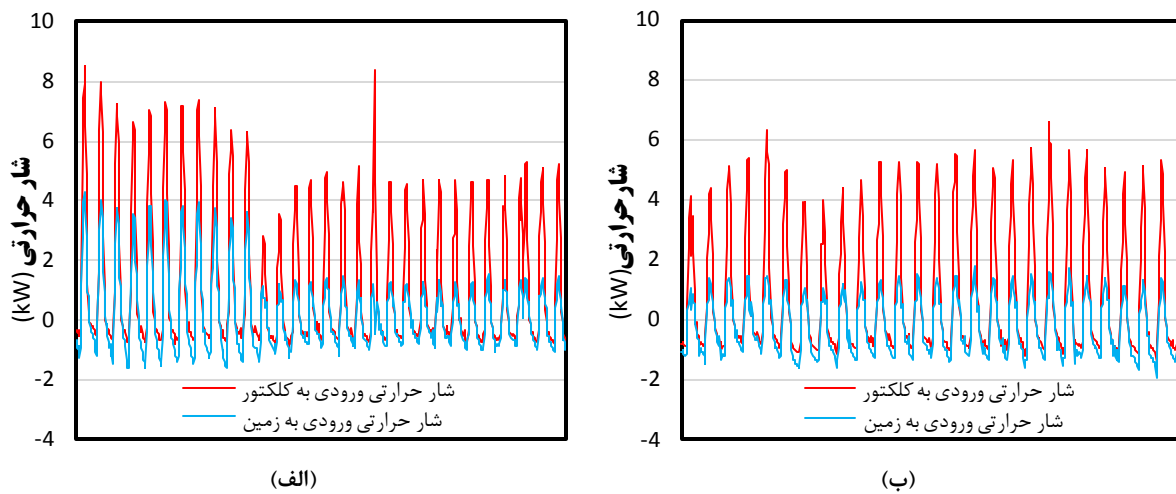 10
8
6
4
2
0
-2
-4
شار حرارتی (kW)
شار حرارتی ورودی به کلکتور
شار حرارتی ورودی به زمین
(الف)
10
8
6
4
2
0
-2
-4
شار حرارتی(kW)
شار حرارتی ورودی به کلکتور
شار حرارتی ورودی به زمین
(ب)